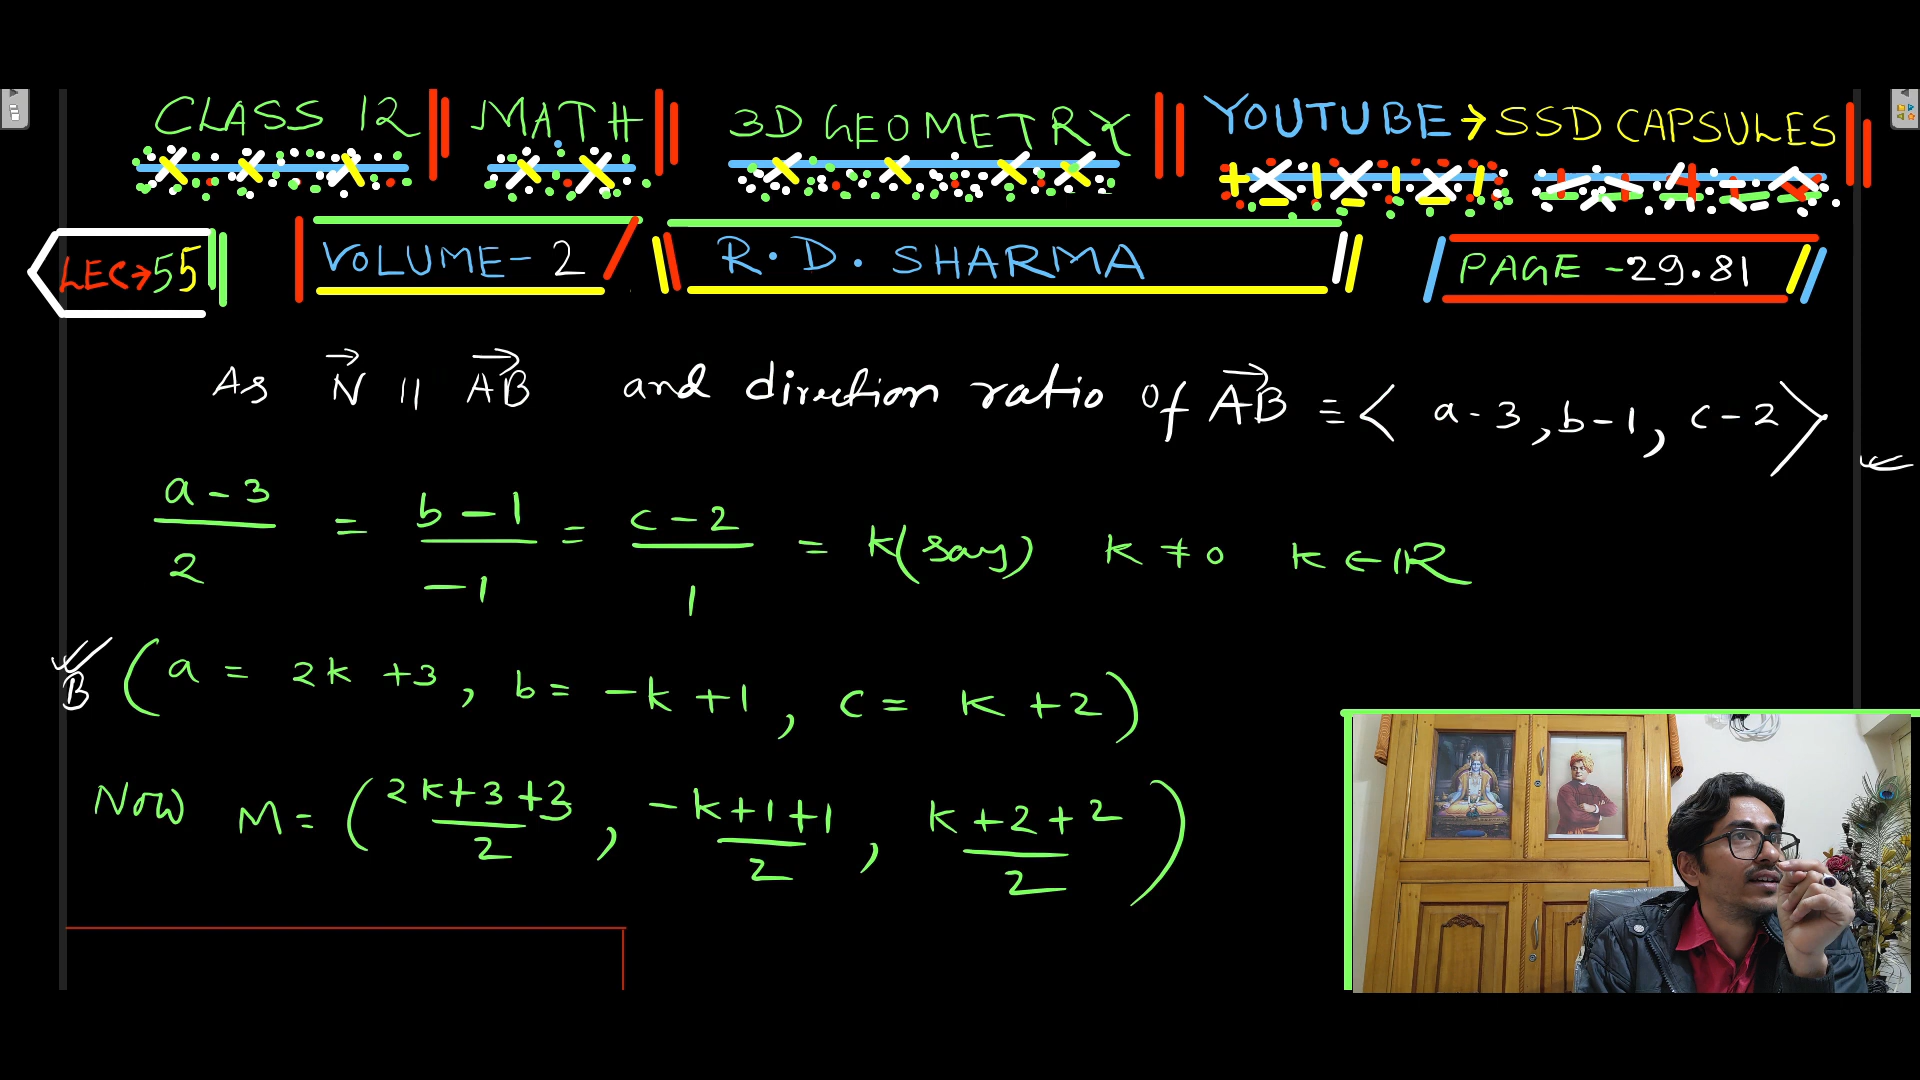 CLASS 12 || MATH || 3D GEOMETRY || YOUTUBE → SSD CAPSULES ||
LEC→55 || VOLUME-2 / R.D. SHARMA PAGE -29.81
As N⃗ || AB⃗ and direction ratio of AB⃗ ≡ < a-3, b-1, c-2 >
(a-3)/2 = (b-1)/-1 = (c-2)/1 = k(say) k ≠ 0 k ∈ ℝ
B (a = 2k+3, b = -k+1, c = k+2)
Now M = ((2k+3+3)/2, (-k+1+1)/2, (k+2+2)/2)